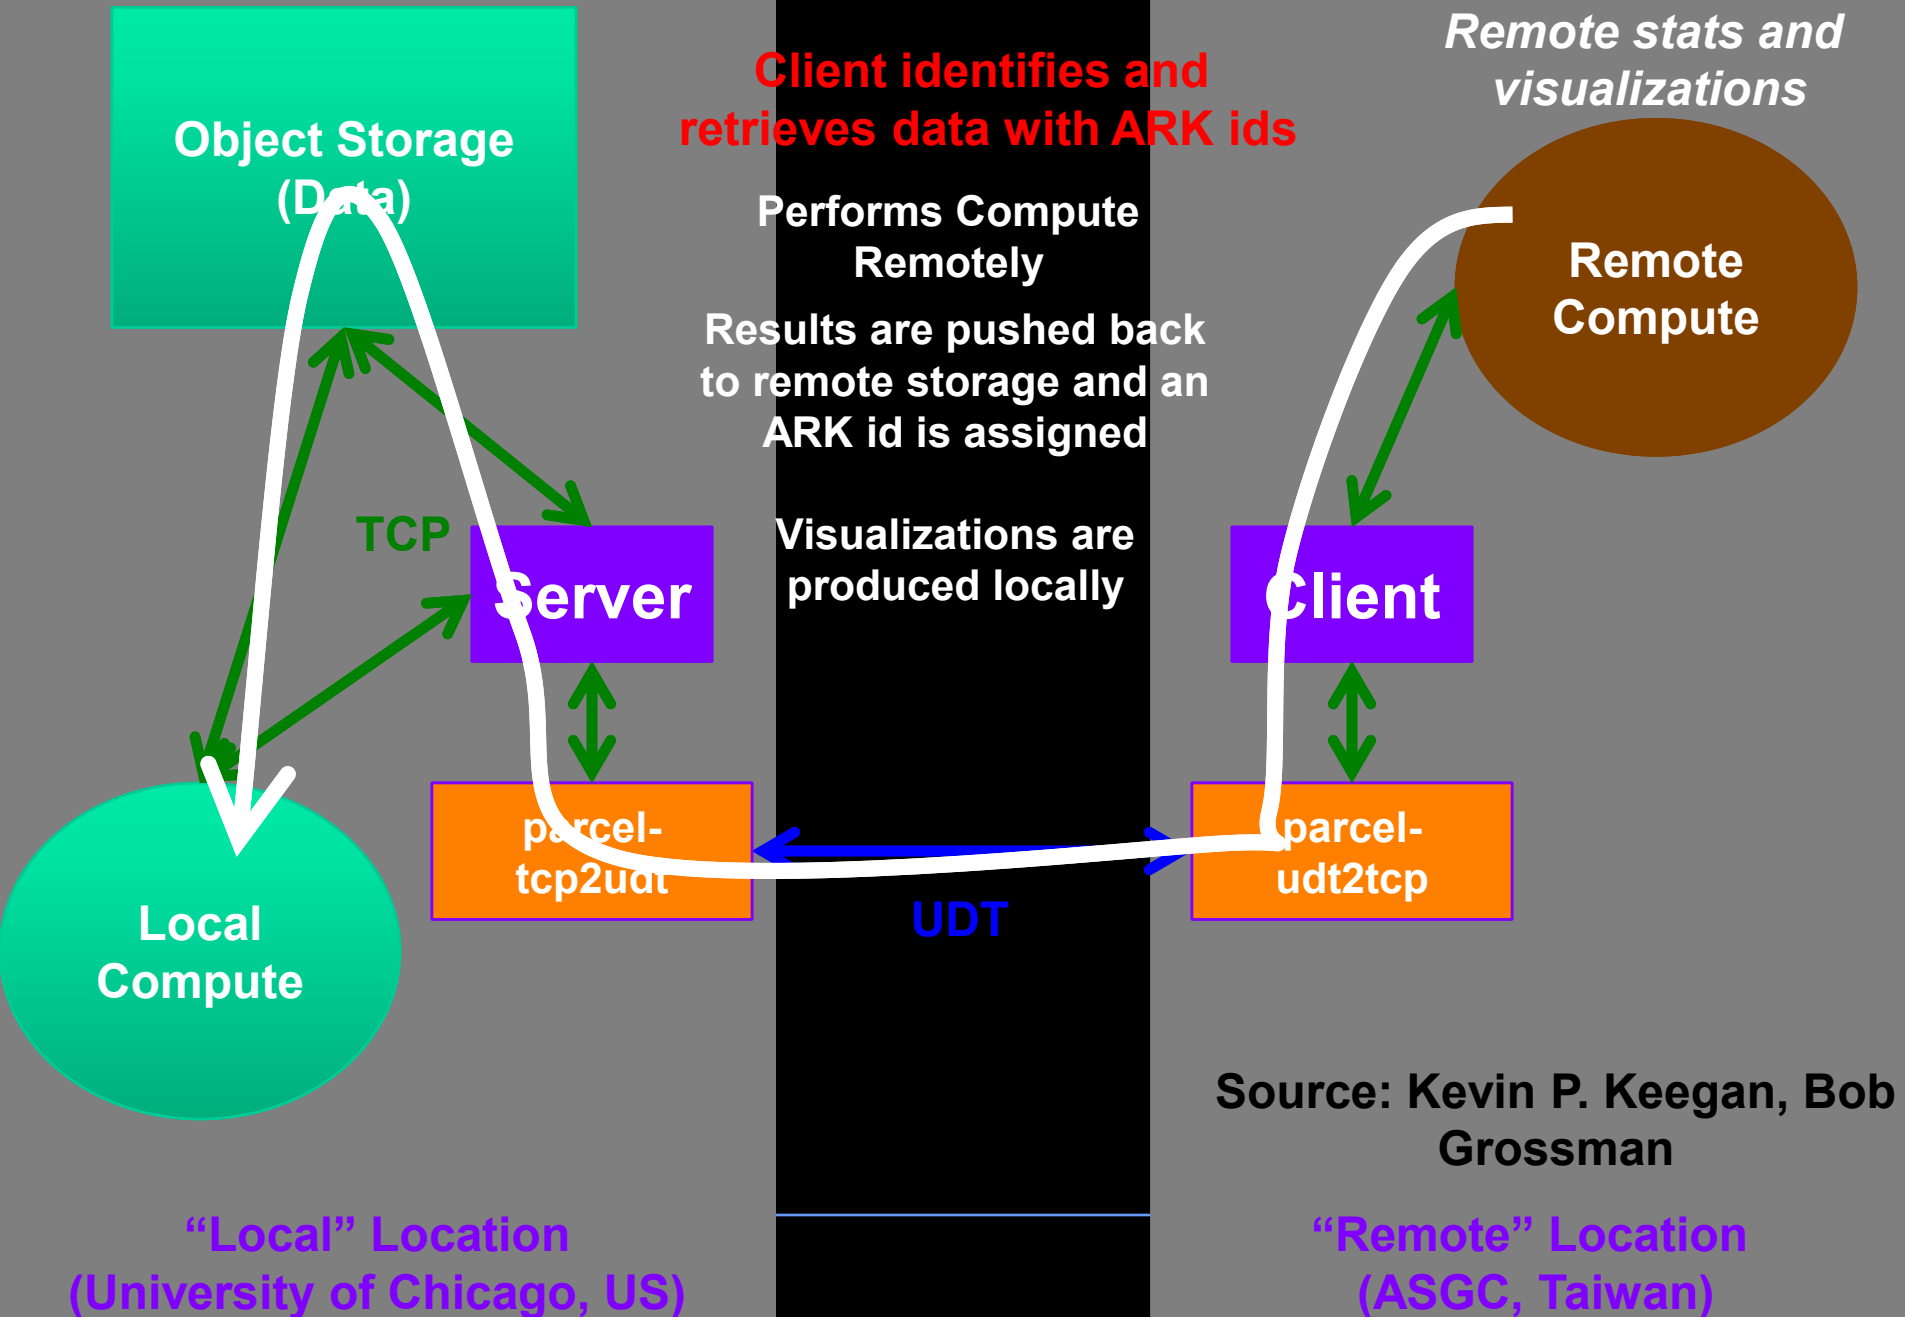 Object Storage
(Data)
Client identifies and
retrieves data with ARK ids
Performs Compute
Remotely
Results are pushed back
to remote storage and an
ARK id is assigned
Visualizations are
produced locally
Remote stats and
visualizations
Remote
Compute
TCP
Server
Client
parcel-
tcp2udt
UDT
parcel-
udt2tcp
Local
Compute
Source: Kevin P. Keegan, Bob
Grossman
“Local” Location
(University of Chicago, US)
“Remote” Location
(ASGC, Taiwan)